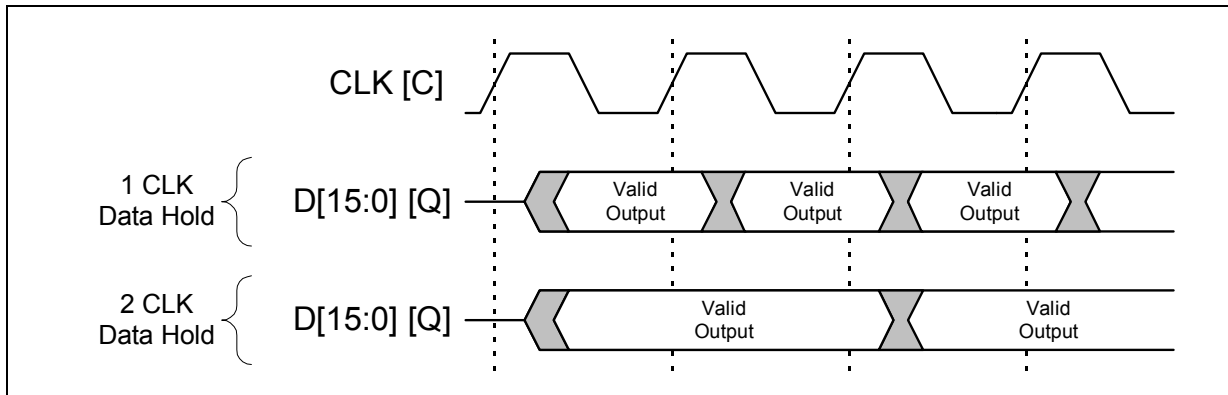 CLK [C]
1 CLK
Data Hold
D[15:0] [Q]
Valid
Output
Valid
Output
Valid
Output
2 CLK
Data Hold
D[15:0] [Q]
Valid
Output
Valid
Output